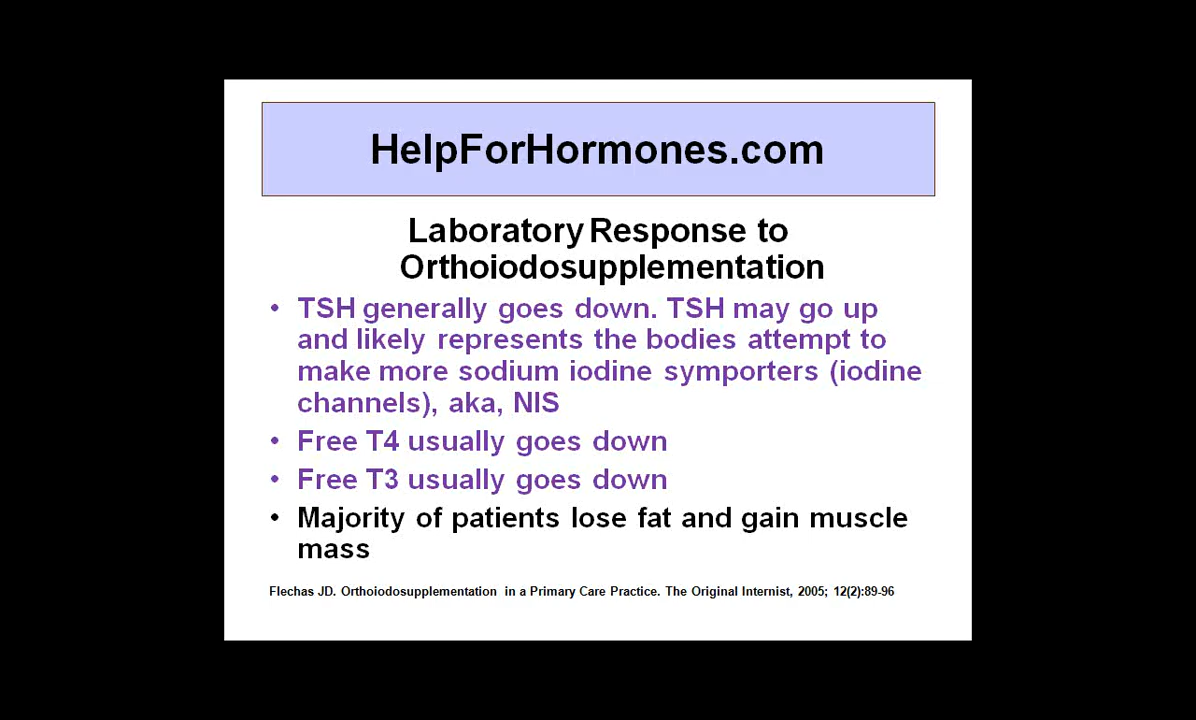 HelpForHormones.com
Laboratory Response to
Orthoiodosupplementation
• TSH generally goes down. TSH may go up
and likely represents the bodies attempt to
make more sodium iodine symporters (iodine
channels), aka, NIS
• Free T4 usually goes down
• Free T3 usually goes down
• Majority of patients lose fat and gain muscle
mass
Flechas JD. Orthoiodosupplementation in a Primary Care Practice. The Original Internist, 2005; 12(2):89-96